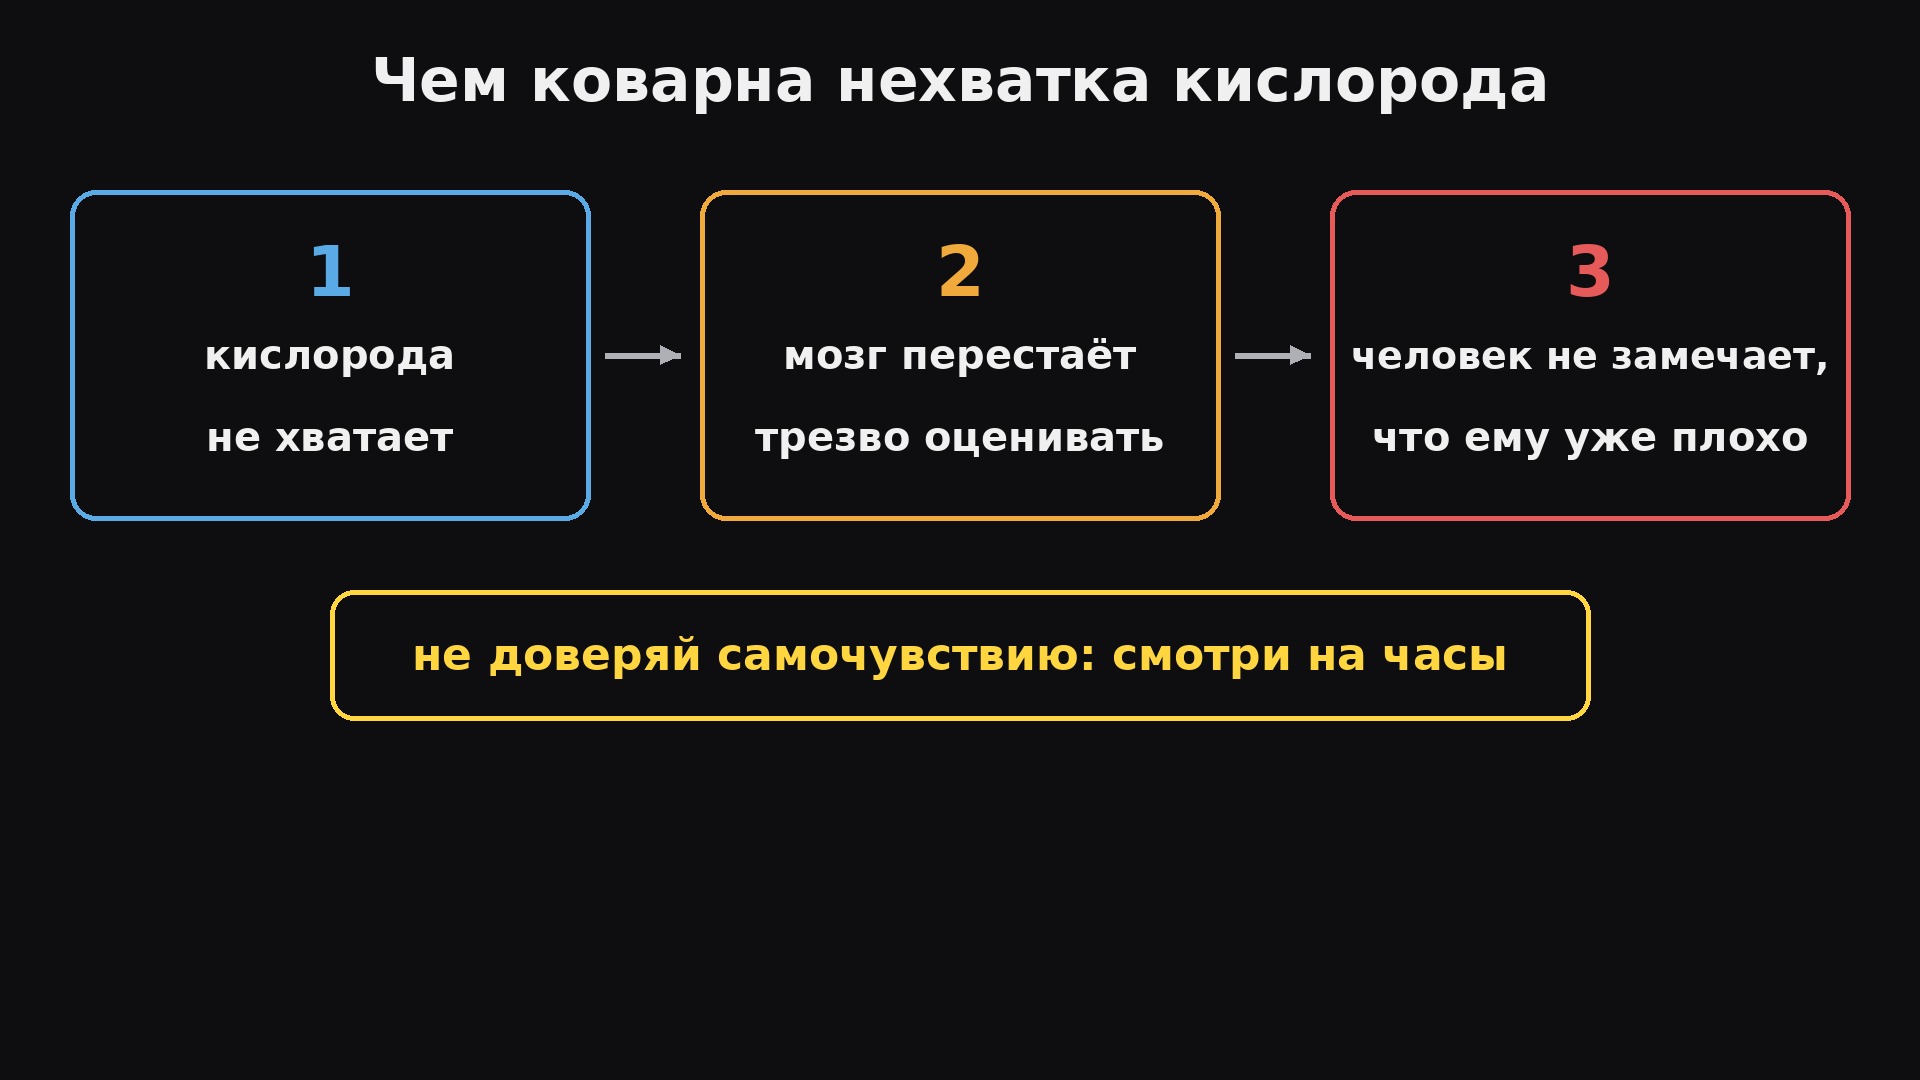 Чем коварна нехватка кислорода
1
кислорода
не хватает
2
мозг перестаёт
трезво оценивать
3
человек не замечает,
что ему уже плохо
не доверяй самочувствию: смотри на часы